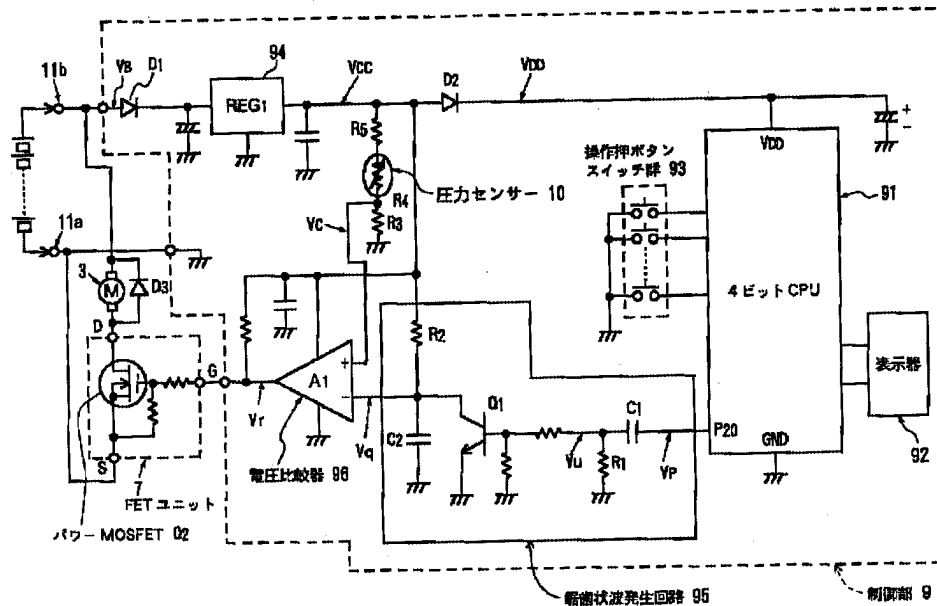 11b
VB
D1
94
REG1
VCC
D2
VDD
+
-
R5
圧力センサー 10
R4
R3
VC
操作押ボタン
スイッチ群 93
VDD
91
4ビットCPU
11a
3
M
D3
D
G
R2
A1
+
-
表示器
Vr
Q1
C1
P20
GND
92
S
C2
Vq
Vu
R1
VP
電圧比較器 96
7
FETユニット
パワーMOSFET Q2
鋸歯状波発生回路 95
制御部 9